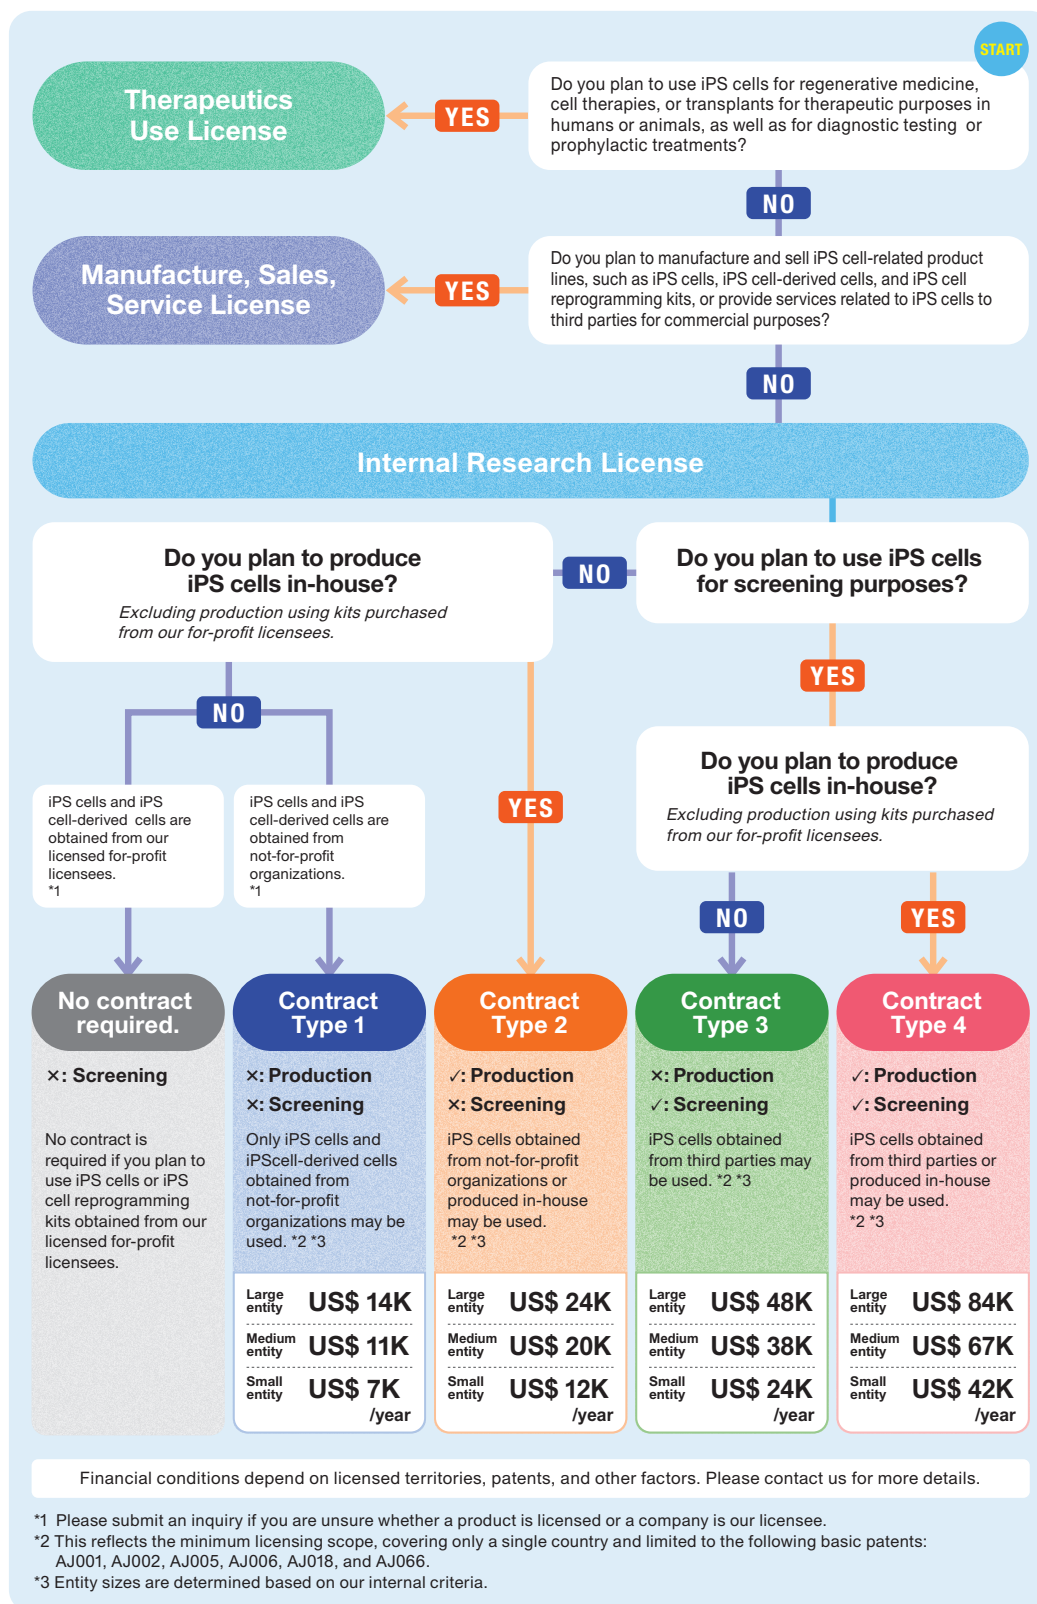 START
Do you plan to use iPS cells for regenerative medicine,
cell therapies, or transplants for therapeutic purposes in
humans or animals, as well as for diagnostic testing or
prophylactic treatments?
YES
Therapeutics
Use License
NO
Do you plan to manufacture and sell iPS cell-related product
lines, such as iPS cells, iPS cell-derived cells, and iPS cell
reprogramming kits, or provide services related to iPS cells to
third parties for commercial purposes?
YES
Manufacture, Sales,
Service License
NO
Internal Research License
Do you plan to use iPS cells
for screening purposes?
NO
Do you plan to produce
iPS cells in-house?
Excluding production using kits purchased
from our for-profit licensees.
YES
Do you plan to produce
iPS cells in-house?
Excluding production using kits purchased
from our for-profit licensees.
NO
iPS cells and iPS
cell-derived cells are
obtained from our
licensed for-profit
licensees.
*1
iPS cells and iPS
cell-derived cells are
obtained from
not-for-profit
organizations.
*1
YES
NO
YES
No contract
required.
✕: Screening
No contract is
required if you plan to
use iPS cells or iPS
cell reprogramming
kits obtained from our
licensed for-profit
licensees.
Contract
Type 1
✕: Production
✕: Screening
Only iPS cells and
iPScell-derived cells
obtained from
not-for-profit
organizations may be
used. *2 *3
Large
entity US$ 14K
Medium
entity US$ 11K
Small
entity US$ 7K
/year
Contract
Type 2
✓: Production
✕: Screening
iPS cells obtained
from not-for-profit
organizations or
produced in-house
may be used.
*2 *3
Large
entity US$ 24K
Medium
entity US$ 20K
Small
entity US$ 12K
/year
Contract
Type 3
✕: Production
✓: Screening
iPS cells obtained
from third parties may
be used. *2 *3
Large
entity US$ 48K
Medium
entity US$ 38K
Small
entity US$ 24K
/year
Contract
Type 4
✓: Production
✓: Screening
iPS cells obtained
from third parties or
produced in-house
may be used.
*2 *3
Large
entity US$ 84K
Medium
entity US$ 67K
Small
entity US$ 42K
/year
Financial conditions depend on licensed territories, patents, and other factors. Please contact us for more details.
*1 Please submit an inquiry if you are unsure whether a product is licensed or a company is our licensee.
*2 This reflects the minimum licensing scope, covering only a single country and limited to the following basic patents:
AJ001, AJ002, AJ005, AJ006, AJ018, and AJ066.
*3 Entity sizes are determined based on our internal criteria.